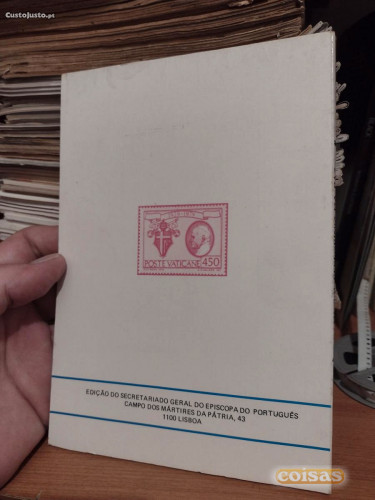 CustoJusto.pt
POSTE VATICANE 450
EDIÇÃO DO SECRETARIADO GERAL DO EPISCOPADO PORTUGUÊS
CAMPO DOS MÁRTIRES DA PÁTRIA, 43
1100 LISBOA
coisas